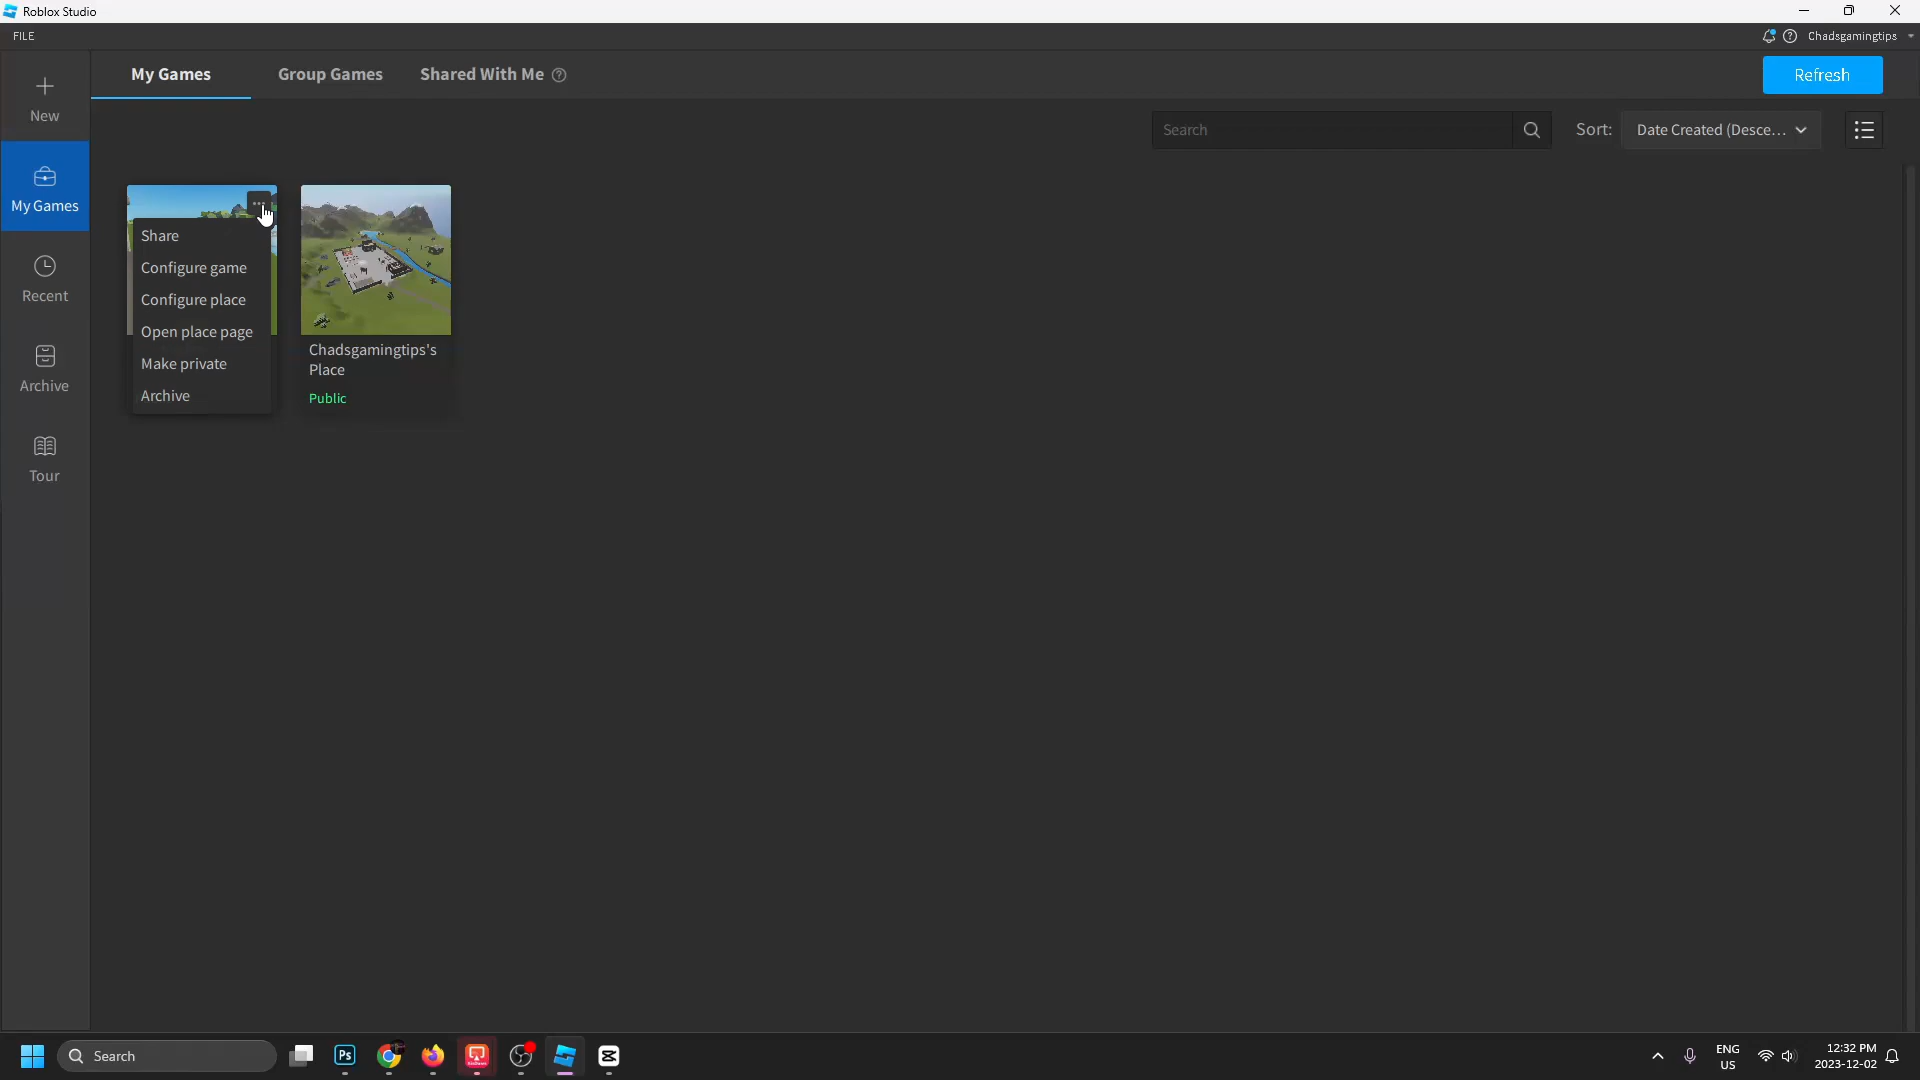 Roblox Studio
FILE
Chadsgamingtips
New
My Games
Group Games
Shared With Me
Refresh
Search
Sort:
Date Created (Desce...
My Games
Recent
Archive
Tour
Share
Configure game
Configure place
Open place page
Make private
Archive
Chadsgamingtips's
Place
Public
Search
Ps
ENG
US
12:32 PM
2023-12-02